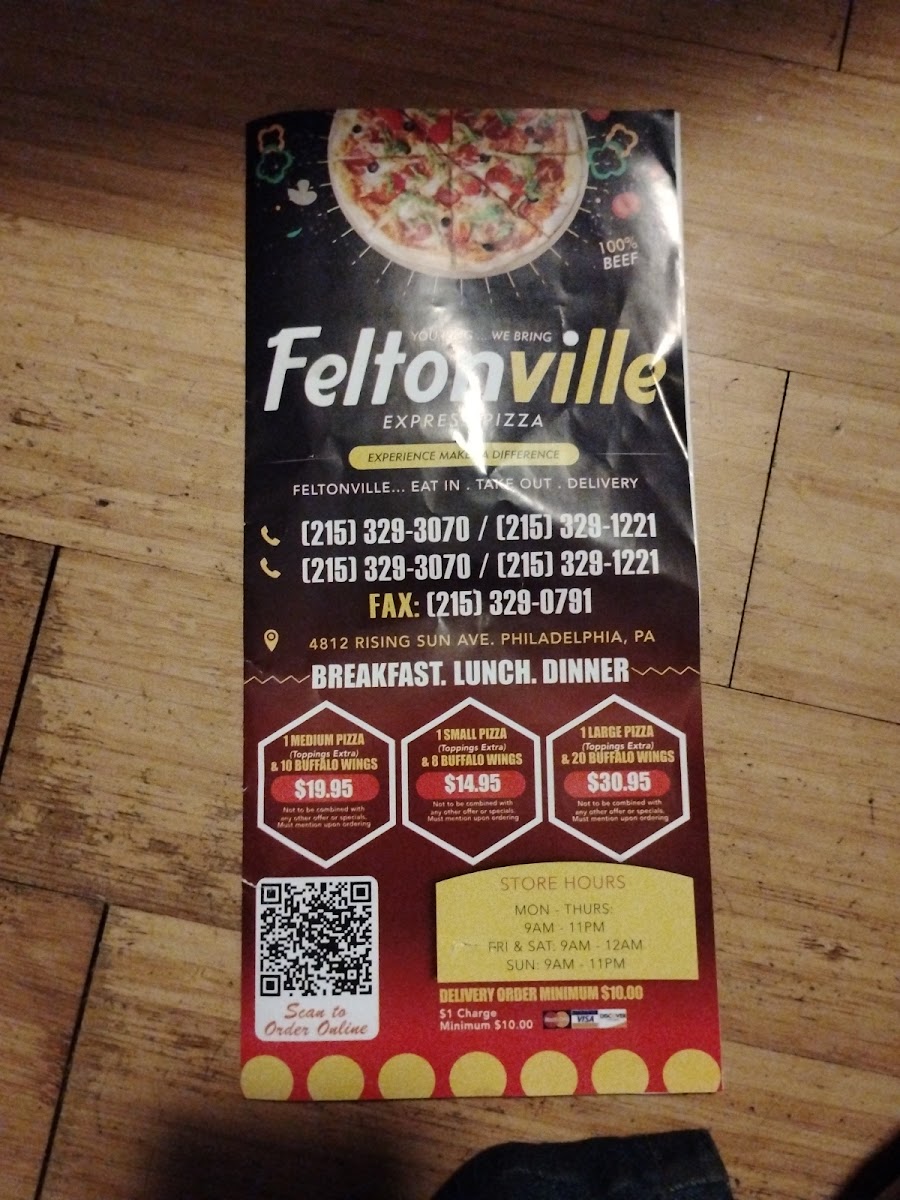 100%
BEEF
YOU ... WE BRING
Feltonville
EXPRESS PIZZA
EXPERIENCE MAKE A DIFFERENCE
FELTONVILLE... EAT IN . TAKE OUT . DELIVERY
(215) 329-3070 / (215) 329-1221
(215) 329-3070 / (215) 329-1221
FAX: (215) 329-0791
4812 RISING SUN AVE. PHILADELPHIA, PA
BREAKFAST. LUNCH. DINNER
1 MEDIUM PIZZA
(Toppings Extra)
& 10 BUFFALO WINGS
$19.95
Not to be combined with
any other offer or specials.
Must mention upon ordering
1 SMALL PIZZA
(Toppings Extra)
& 8 BUFFALO WINGS
$14.95
Not to be combined with
any other offer or specials.
Must mention upon ordering
1 LARGE PIZZA
(Toppings Extra)
& 20 BUFFALO WINGS
$30.95
Not to be combined with
any other offer or specials.
Must mention upon ordering
Scan to
Order Online
STORE HOURS
MON - THURS:
9AM - 11PM
FRI & SAT: 9AM - 12AM
SUN: 9AM - 11PM
DELIVERY ORDER MINIMUM $10.00
$1 Charge
Minimum $10.00
VISA
DISCOVER